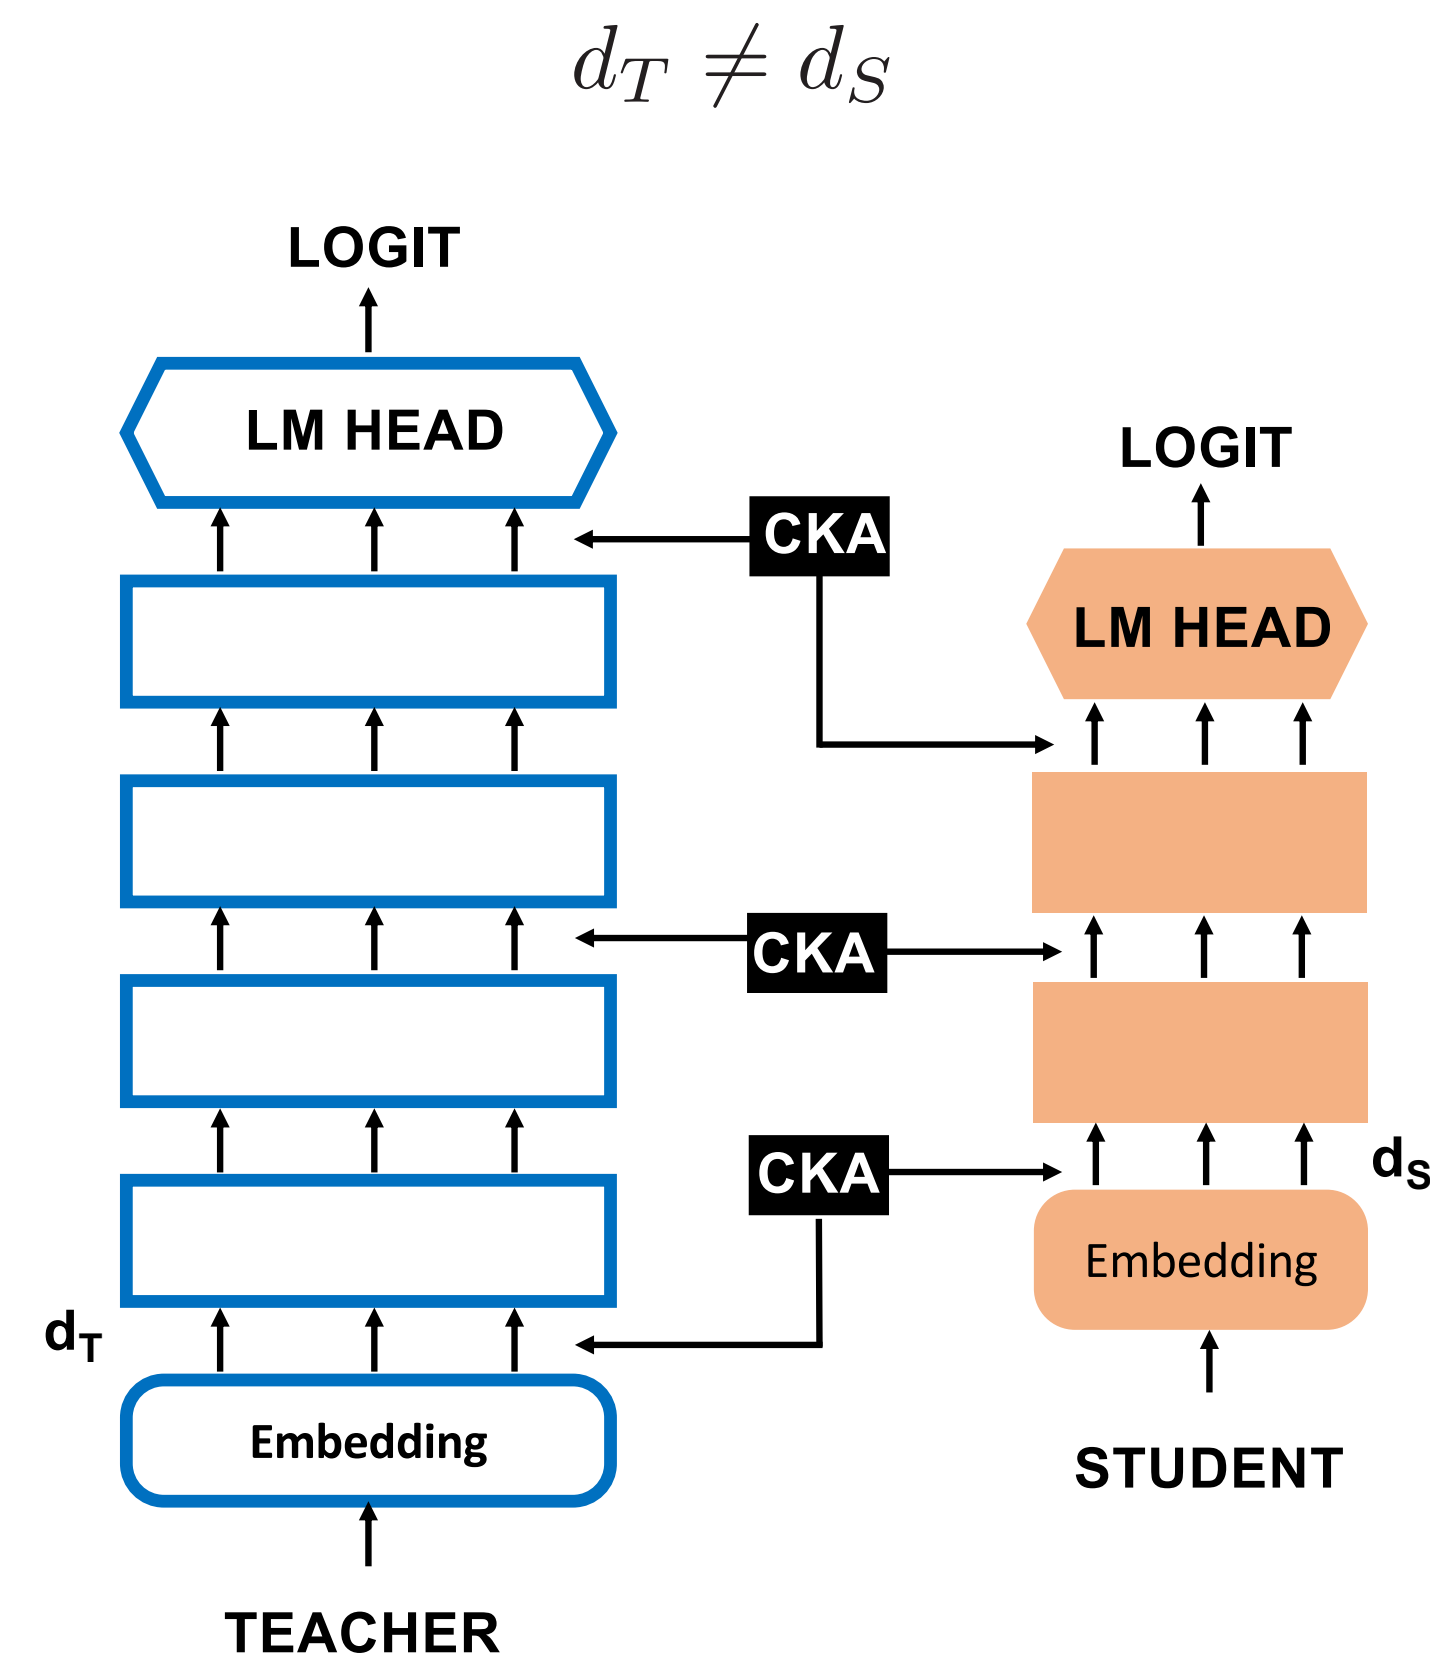 d_T ≠ d_S
LOGIT
LM HEAD
CKA
LOGIT
LM HEAD
CKA
CKA
d_S
Embedding
d_T
Embedding
STUDENT
TEACHER